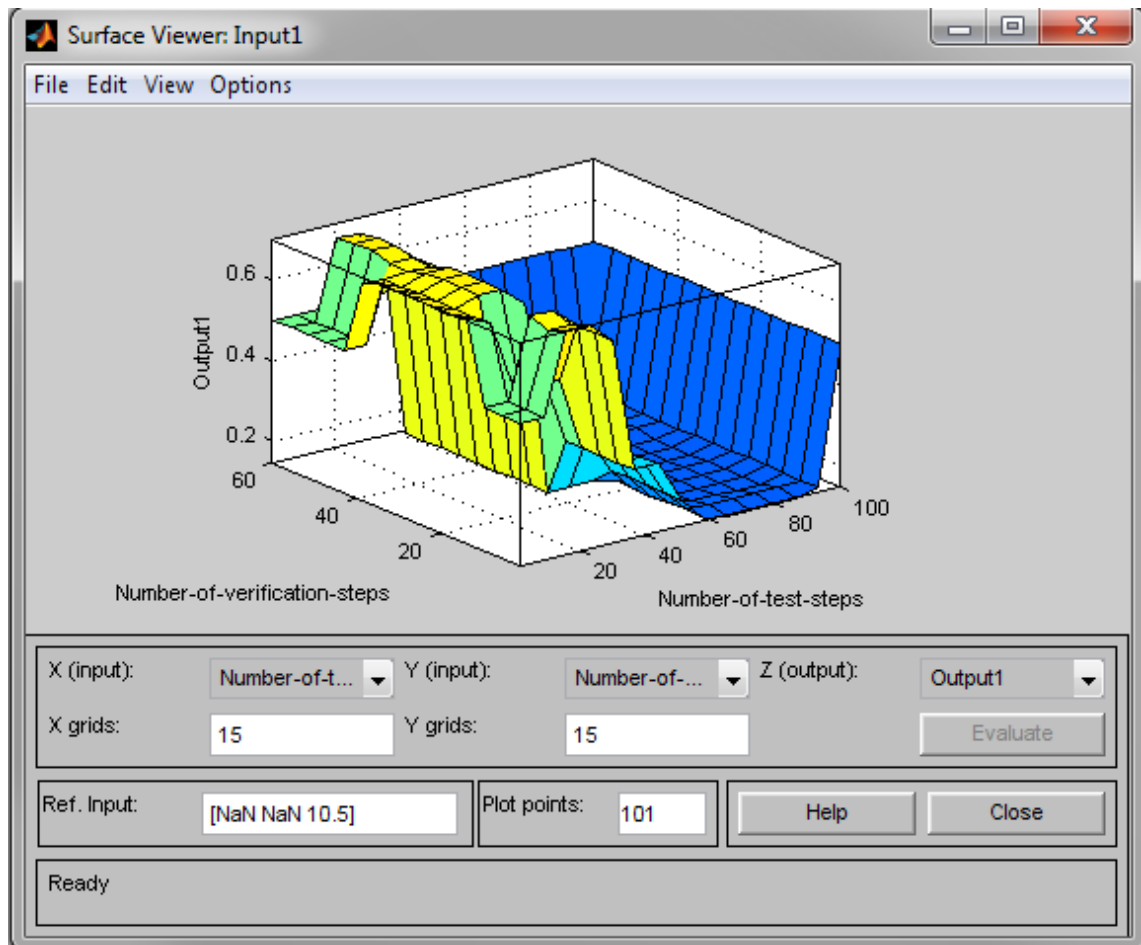 Surface Viewer: Input1
File Edit View Options
0.6
0.4
0.2
Output1
60
40
20
Number-of-verification-steps
20
40
60
80
100
Number-of-test-steps
X (input): Number-of-t... Y (input): Number-of-... Z (output): Output1
X grids: 15 Y grids: 15 Evaluate
Ref. Input: [NaN NaN 10.5] Plot points: 101 Help Close
Ready